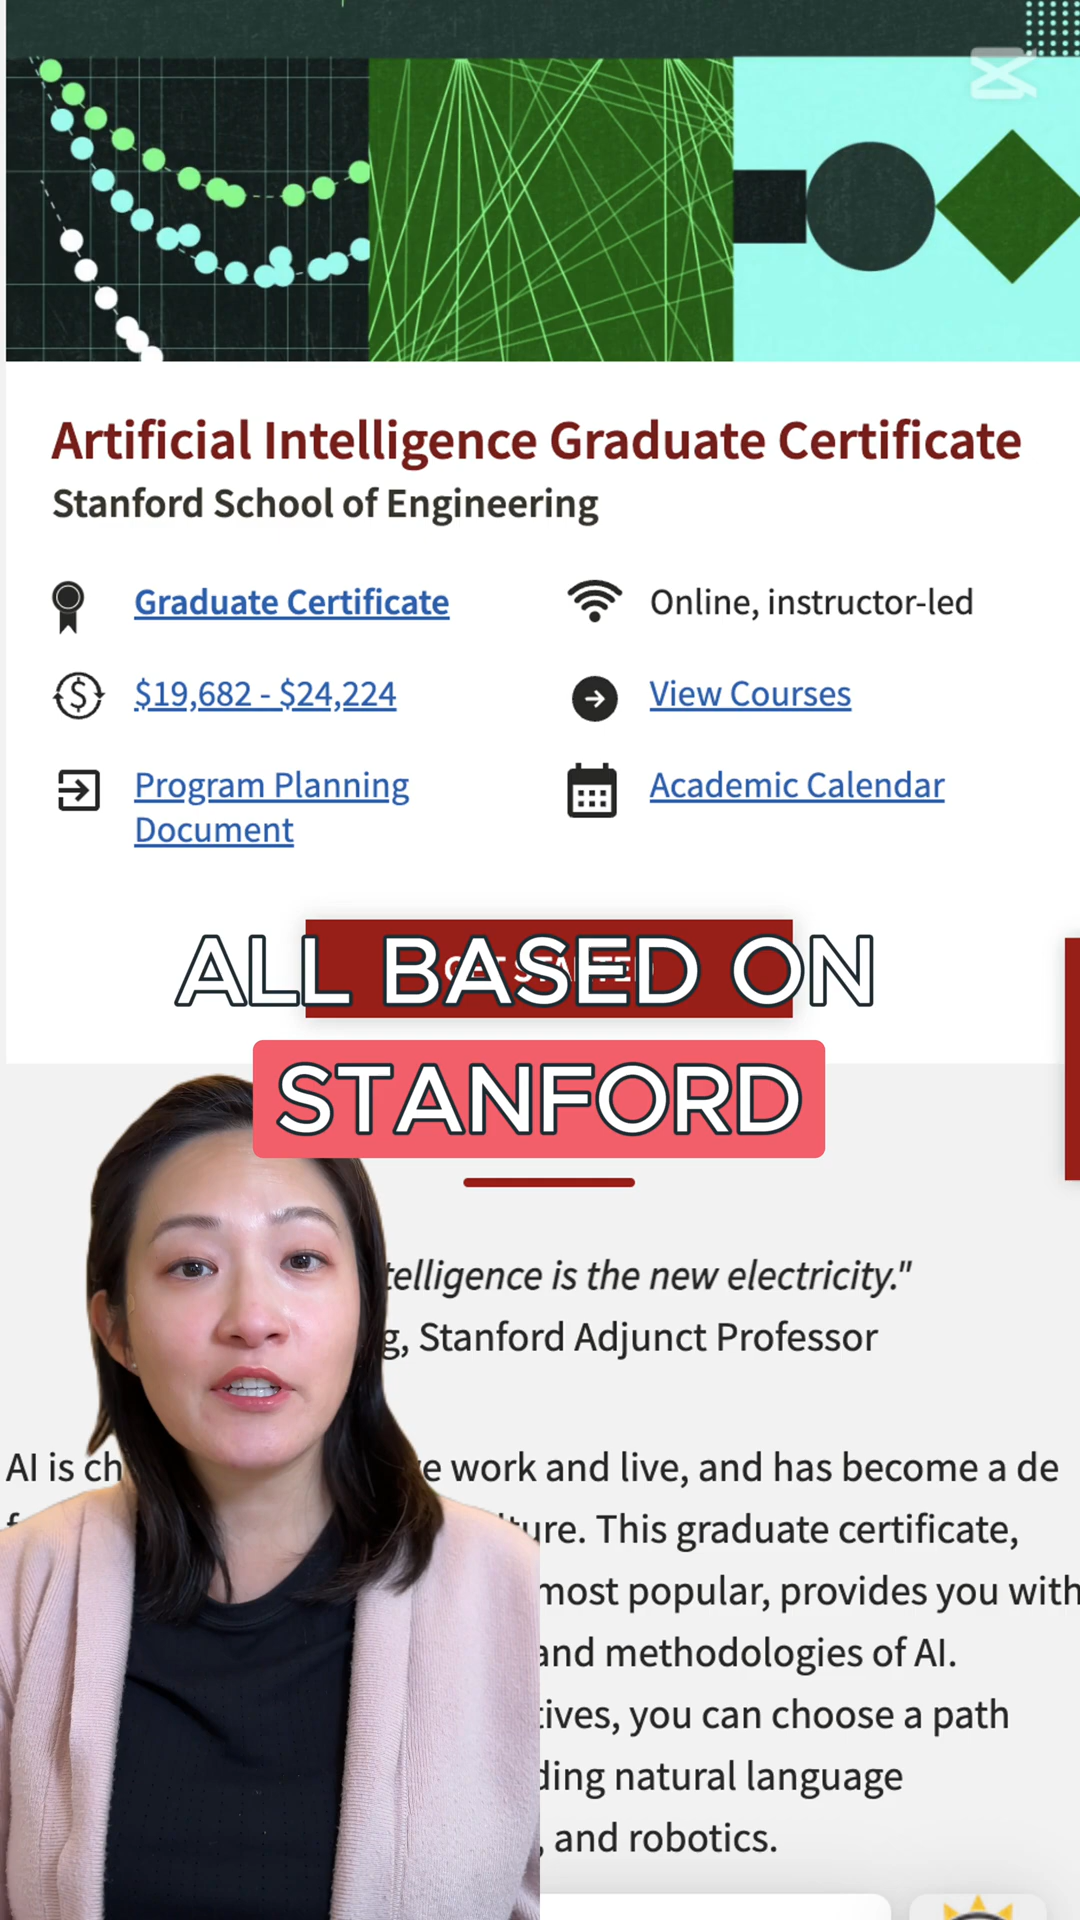 Artificial Intelligence Graduate Certificate
Stanford School of Engineering
Graduate Certificate
Online, instructor-led
$19,682 - $24,224
View Courses
Program Planning
Document
Academic Calendar
ALL BASED ON
STANFORD
telligence is the new electricity."
g, Stanford Adjunct Professor
AI is ch e work and live, and has become a de
ture. This graduate certificate,
most popular, provides you with
and methodologies of AI.
tives, you can choose a path
ding natural language
, and robotics.